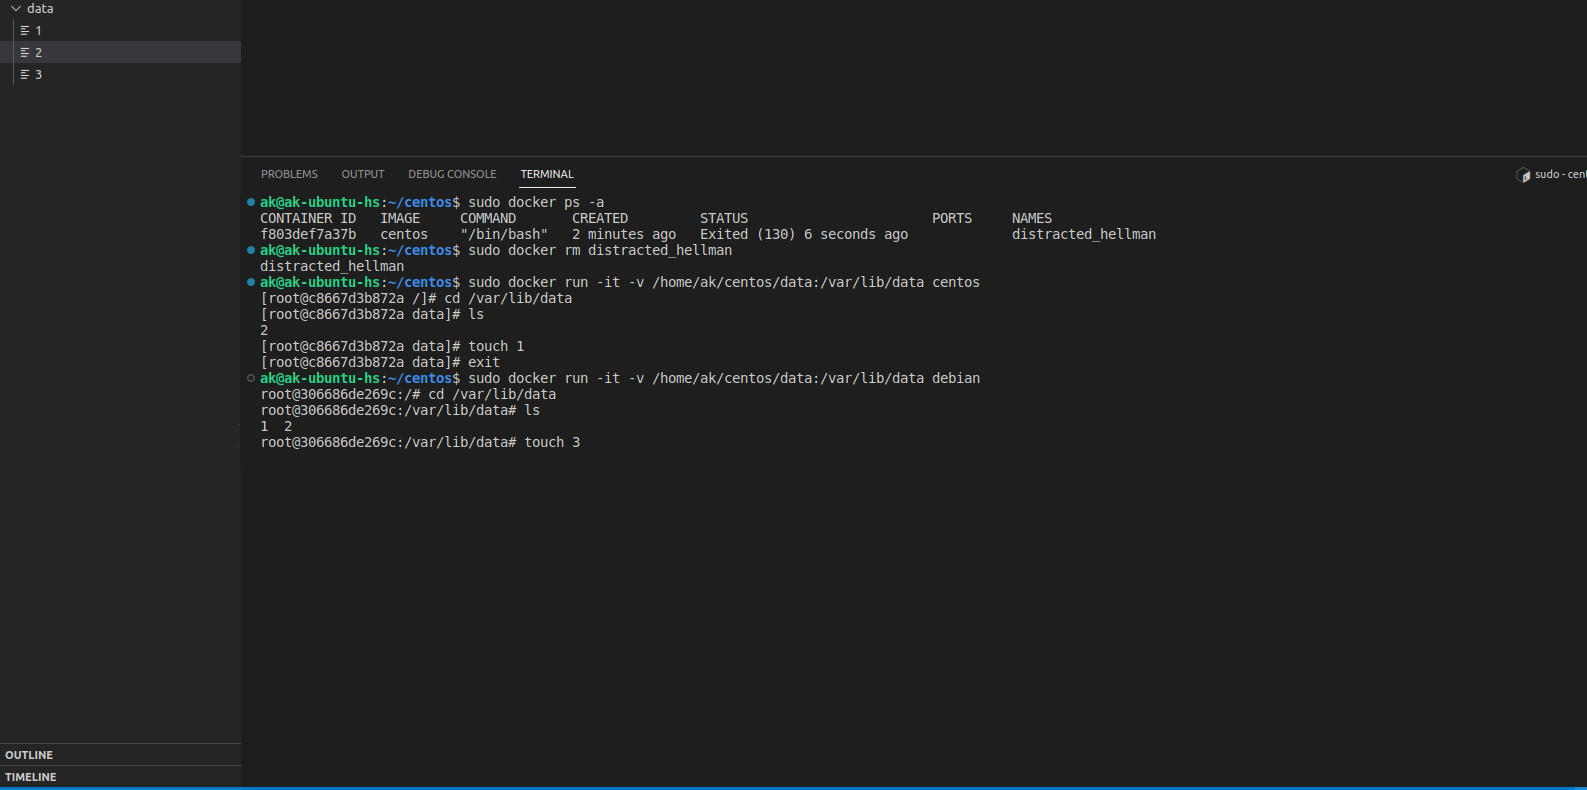 data
1
2
3
PROBLEMS OUTPUT DEBUG CONSOLE TERMINAL
sudo - cent
ak@ak-ubuntu-hs:~/centos$ sudo docker ps -a
CONTAINER ID IMAGE COMMAND CREATED STATUS PORTS NAMES
f803def7a37b centos "/bin/bash" 2 minutes ago Exited (130) 6 seconds ago distracted_hellman
ak@ak-ubuntu-hs:~/centos$ sudo docker rm distracted_hellman
distracted_hellman
ak@ak-ubuntu-hs:~/centos$ sudo docker run -it -v /home/ak/centos/data:/var/lib/data centos
[root@c8667d3b872a /]# cd /var/lib/data
[root@c8667d3b872a data]# ls
2
[root@c8667d3b872a data]# touch 1
[root@c8667d3b872a data]# exit
ak@ak-ubuntu-hs:~/centos$ sudo docker run -it -v /home/ak/centos/data:/var/lib/data debian
root@306686de269c:/# cd /var/lib/data
root@306686de269c:/var/lib/data# ls
1 2
root@306686de269c:/var/lib/data# touch 3
OUTLINE
TIMELINE